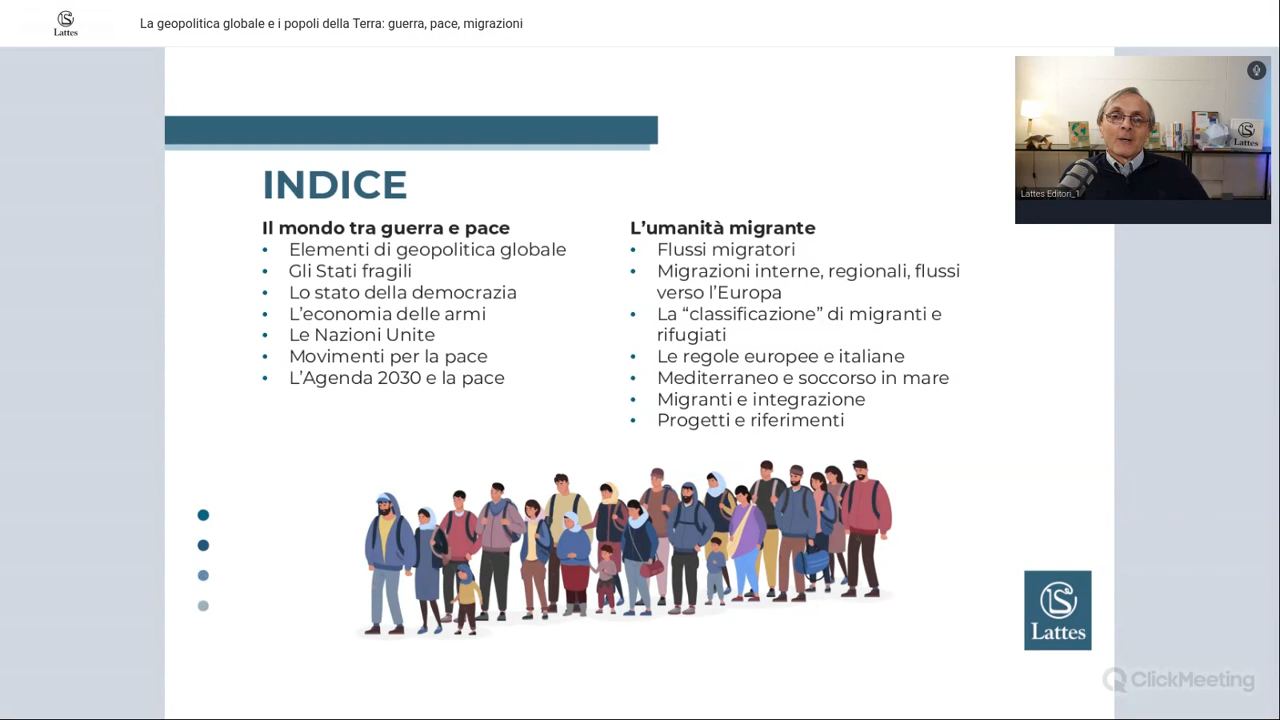 Lattes
La geopolitica globale e i popoli della Terra: guerra, pace, migrazioni
INDICE
Il mondo tra guerra e pace
• Elementi di geopolitica globale
• Gli Stati fragili
• Lo stato della democrazia
• L’economia delle armi
• Le Nazioni Unite
• Movimenti per la pace
• L’Agenda 2030 e la pace
L’umanità migrante
• Flussi migratori
• Migrazioni interne, regionali, flussi
verso l’Europa
• La “classificazione” di migranti e
rifugiati
• Le regole europee e italiane
• Mediterraneo e soccorso in mare
• Migranti e integrazione
• Progetti e riferimenti
Lattes
Lattes Editori_1
Lattes
ClickMeeting